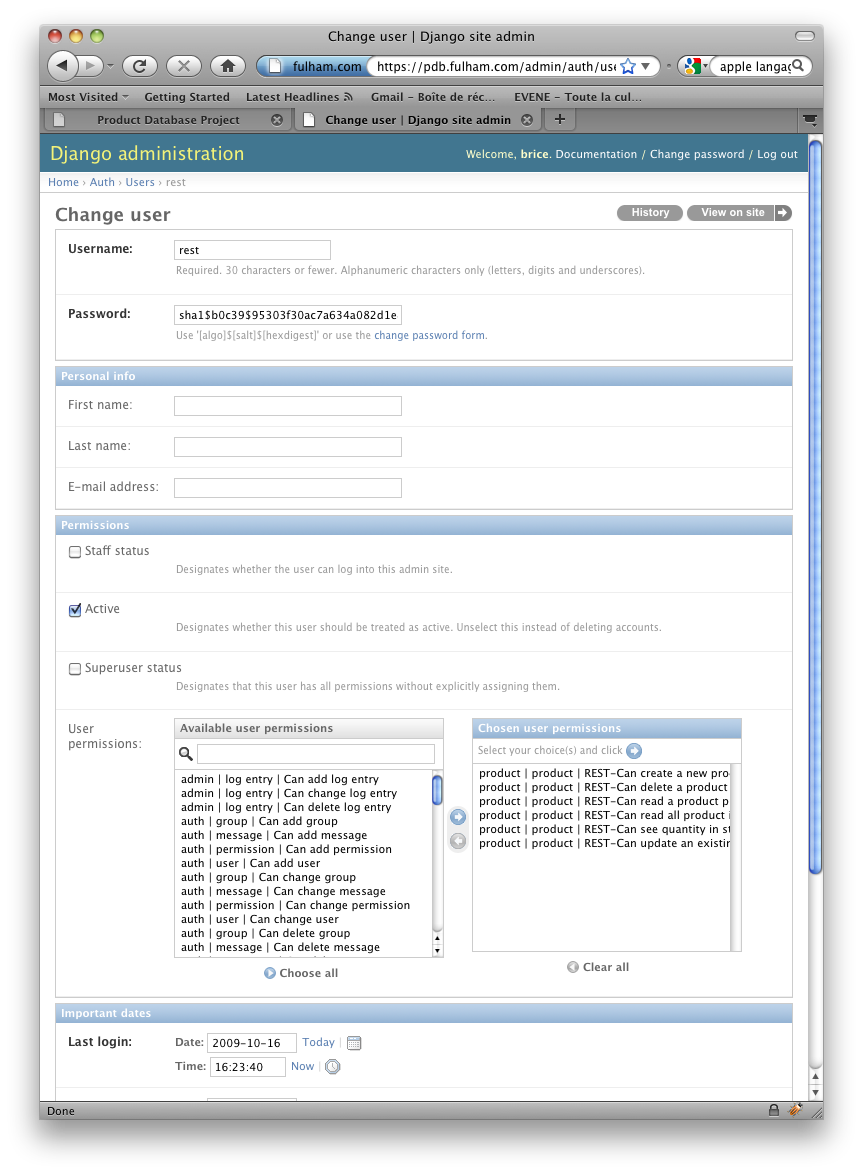 Change user | Django site admin
fulham.com https://pdb.fulham.com/admin/auth/use apple langag
Most Visited Getting Started Latest Headlines Gmail – Boîte de réc... EVENE – Toute la cul...
Product Database Project Change user | Django site admin
Django administration Welcome, brice. Documentation / Change password / Log out
Home › Auth › Users › rest
Change user History View on site
Username: rest
Required. 30 characters or fewer. Alphanumeric characters only (letters, digits and underscores).
Password: sha1$b0c39$95303f30ac7a634a082d1e
Use '[algo]$[salt]$[hexdigest]' or use the change password form.
Personal info
First name:
Last name:
E-mail address:
Permissions
Staff status
Designates whether the user can log into this admin site.
Active
Designates whether this user should be treated as active. Unselect this instead of deleting accounts.
Superuser status
Designates that this user has all permissions without explicitly assigning them.
User permissions:
Available user permissions
admin | log entry | Can add log entry
admin | log entry | Can change log entry
admin | log entry | Can delete log entry
auth | group | Can add group
auth | message | Can add message
auth | permission | Can add permission
auth | user | Can add user
auth | group | Can change group
auth | message | Can change message
auth | permission | Can change permission
auth | user | Can change user
auth | group | Can delete group
auth | message | Can delete message
Choose all
Chosen user permissions
Select your choice(s) and click
product | product | REST-Can create a new pro
product | product | REST-Can delete a product
product | product | REST-Can read a product p
product | product | REST-Can read all product i
product | product | REST-Can see quantity in st
product | product | REST-Can update an existin
Clear all
Important dates
Last login: Date: 2009-10-16 Today
Time: 16:23:40 Now
Done